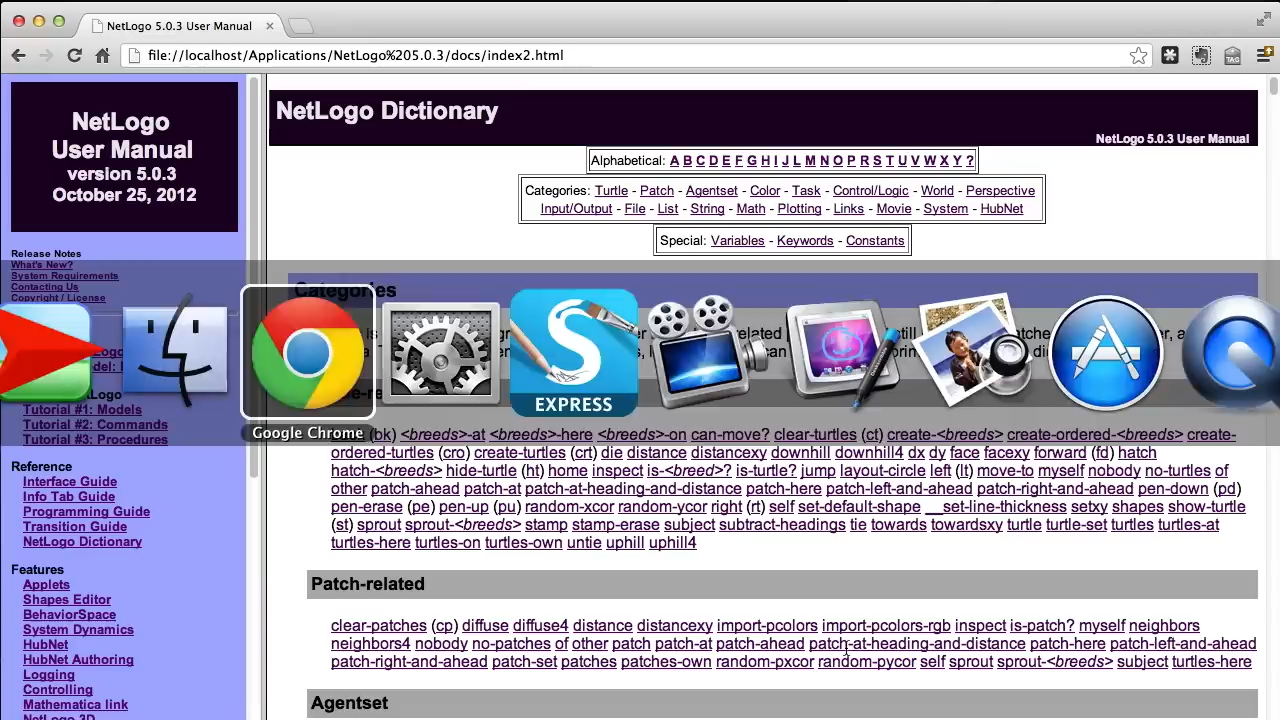 NetLogo 5.0.3 User Manual
file://localhost/Applications/NetLogo%205.0.3/docs/index2.html
TAG
NetLogo
User Manual
version 5.0.3
October 25, 2012
Release Notes
What's New?
System Requirements
Contacting Us
Copyright / License
Tutorial #1: Models
Tutorial #2: Commands
Tutorial #3: Procedures
Reference
Interface Guide
Info Tab Guide
Programming Guide
Transition Guide
NetLogo Dictionary
Features
Applets
Shapes Editor
BehaviorSpace
System Dynamics
HubNet
HubNet Authoring
Logging
Controlling
Mathematica link
NetLogo 3D
NetLogo Dictionary
NetLogo 5.0.3 User Manual
Alphabetical: A B C D E F G H I J L M N O P R S T U V W X Y ?
Categories: Turtle - Patch - Agentset - Color - Task - Control/Logic - World - Perspective
Input/Output - File - List - String - Math - Plotting - Links - Movie - System - HubNet
Special: Variables - Keywords - Constants
Categories
EXPRESS
Google Chrome
(bk) <breeds>-at <breeds>-here <breeds>-on can-move? clear-turtles (ct) create-<breeds> create-ordered-<breeds> create-
ordered-turtles (cro) create-turtles (crt) die distance distancexy downhill downhill4 dx dy face facexy forward (fd) hatch
hatch-<breeds> hide-turtle (ht) home inspect is-<breed>? is-turtle? jump layout-circle left (lt) move-to myself nobody no-turtles of
other patch-ahead patch-at patch-at-heading-and-distance patch-here patch-left-and-ahead patch-right-and-ahead pen-down (pd)
pen-erase (pe) pen-up (pu) random-xcor random-ycor right (rt) self set-default-shape __set-line-thickness setxy shapes show-turtle
(st) sprout sprout-<breeds> stamp stamp-erase subject subtract-headings tie towards towardsxy turtle turtle-set turtles turtles-at
turtles-here turtles-on turtles-own untie uphill uphill4
Patch-related
clear-patches (cp) diffuse diffuse4 distance distancexy import-pcolors import-pcolors-rgb inspect is-patch? myself neighbors
neighbors4 nobody no-patches of other patch patch-at patch-ahead patch-at-heading-and-distance patch-here patch-left-and-ahead
patch-right-and-ahead patch-set patches patches-own random-pxcor random-pycor self sprout sprout-<breeds> subject turtles-here
Agentset